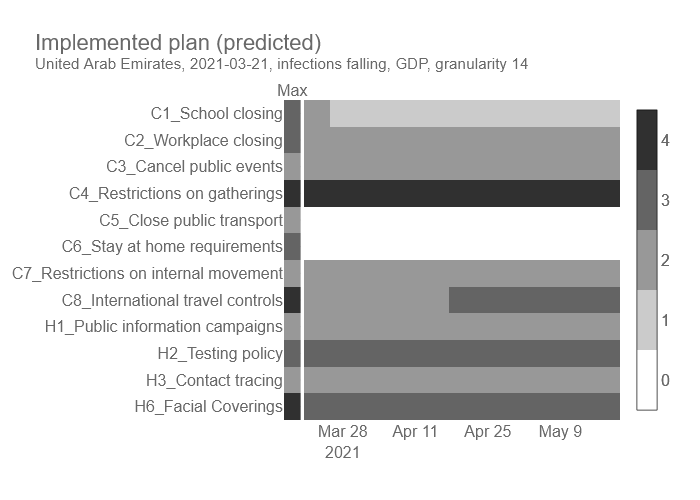 Implemented plan (predicted)
United Arab Emirates, 2021-03-21, infections falling, GDP, granularity 14
Max
C1_School closing
C2_Workplace closing
C3_Cancel public events
C4_Restrictions on gatherings
C5_Close public transport
C6_Stay at home requirements
C7_Restrictions on internal movement
C8_International travel controls
H1_Public information campaigns
H2_Testing policy
H3_Contact tracing
H6_Facial Coverings
4
3
2
1
0
Mar 28 Apr 11 Apr 25 May 9
2021